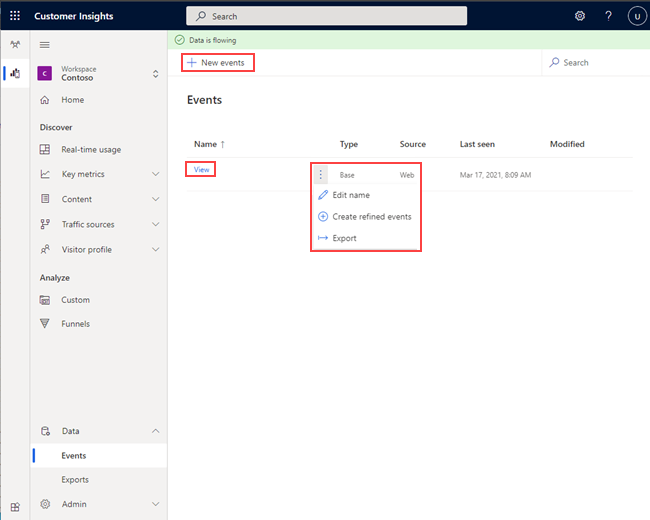 Customer Insights
Search
U
Data is flowing
C
Workspace
Contoso
New events
Search
Home
Events
Discover
Real-time usage
Key metrics
Content
Traffic sources
Visitor profile
Analyze
Custom
Funnels
Data
Events
Exports
Admin
Name ↑ Type Source Last seen Modified
View Base Web Mar 17, 2021, 8:09 AM
Edit name
Create refined events
Export